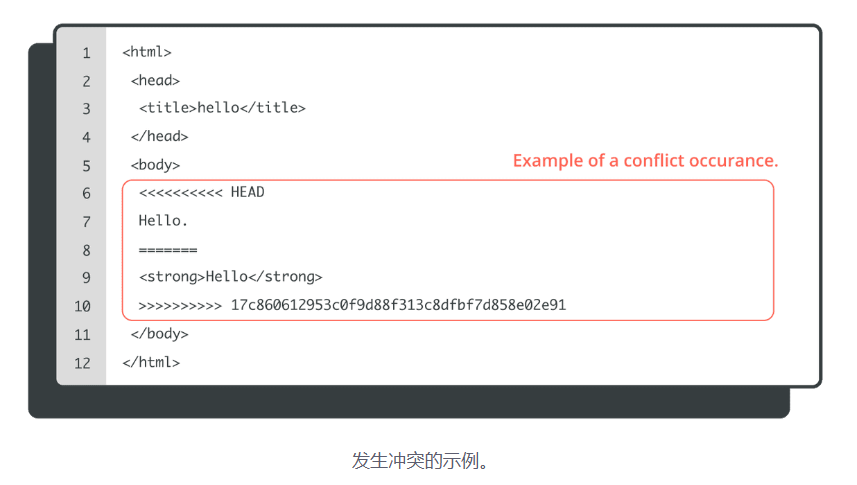 1 <html>
2 <head>
3 <title>hello</title>
4 </head>
5 <body>
Example of a conflict occurance.
6 <<<<<<<<<< HEAD
7 Hello.
8 =======
9 <strong>Hello</strong>
10 >>>>>>>>>> 17c860612953c0f9d88f313c8dfbf7d858e02e91
11 </body>
12 </html>
发生冲突的示例。